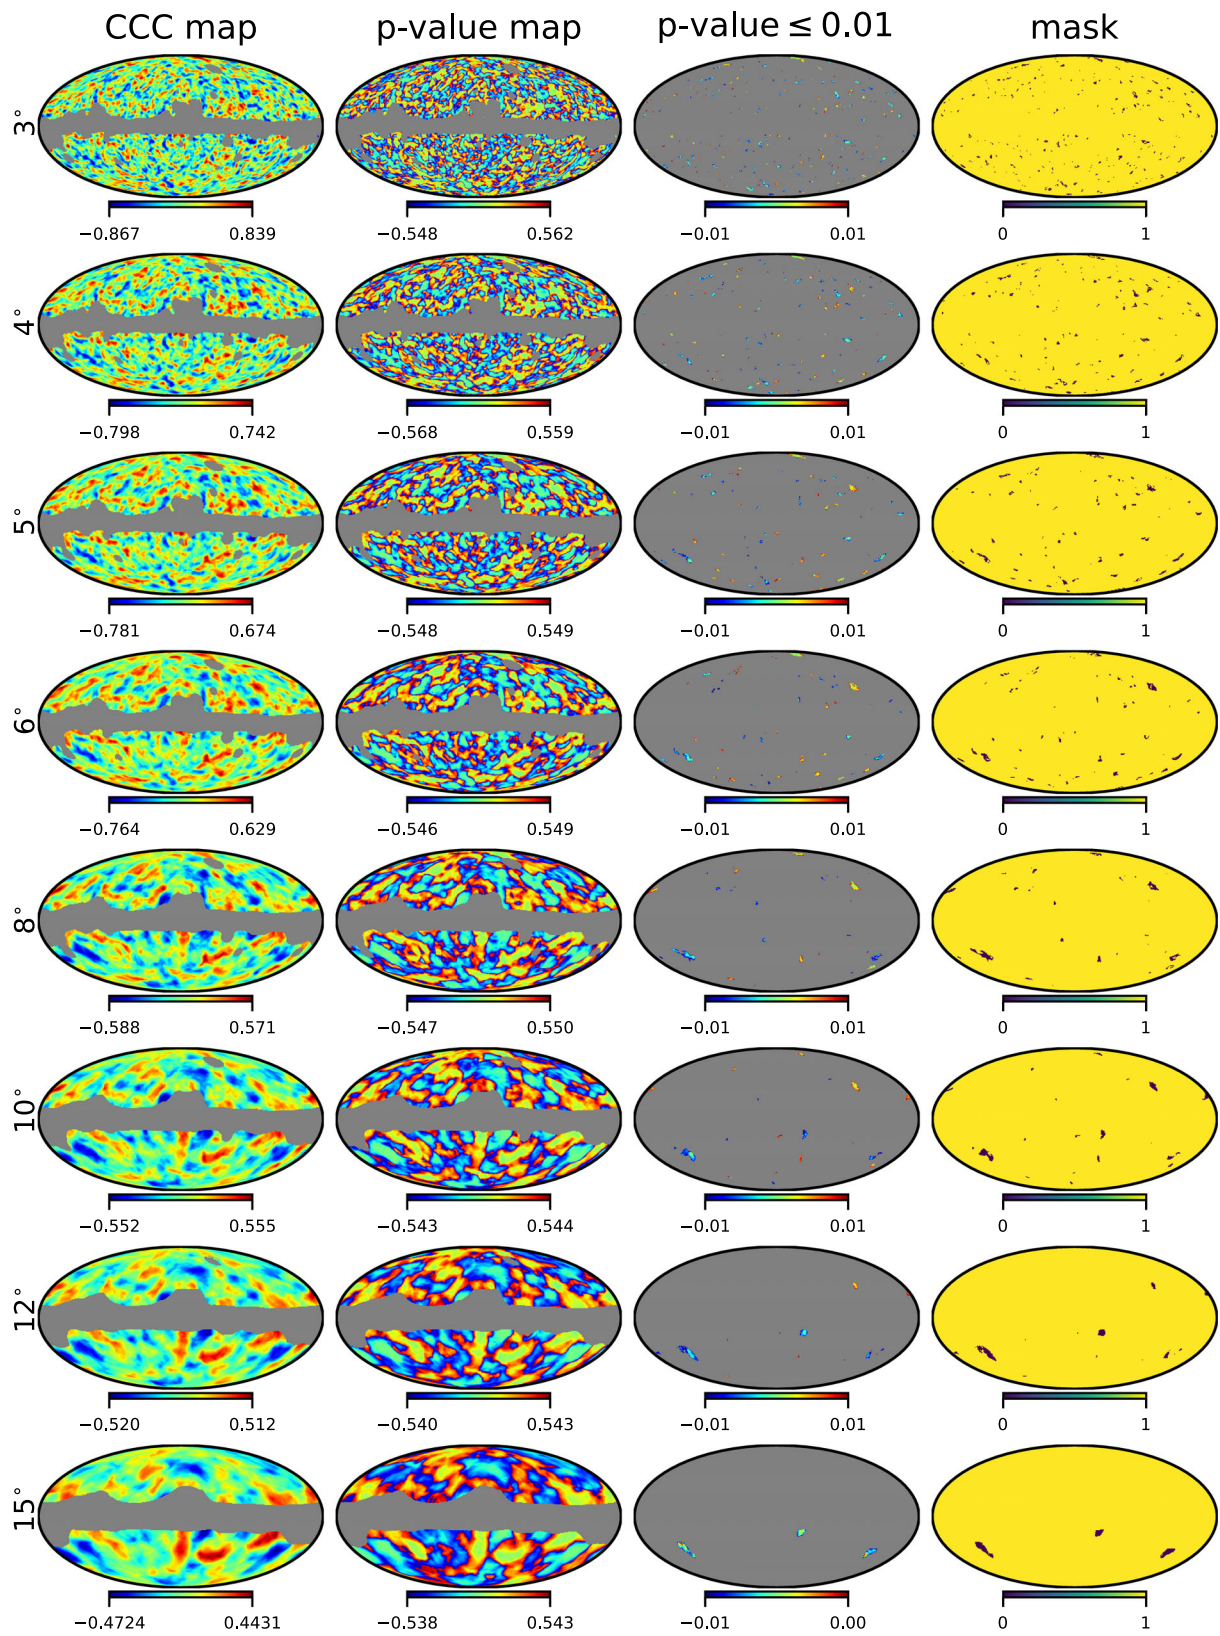 CCC map p-value map p-value ≤ 0.01 mask
3°
−0.867 0.839 −0.548 0.562 −0.01 0.01 0 1
4°
−0.798 0.742 −0.568 0.559 −0.01 0.01 0 1
5°
−0.781 0.674 −0.548 0.549 −0.01 0.01 0 1
6°
−0.764 0.629 −0.546 0.549 −0.01 0.01 0 1
8°
−0.588 0.571 −0.547 0.550 −0.01 0.01 0 1
10°
−0.552 0.555 −0.543 0.544 −0.01 0.01 0 1
12°
−0.520 0.512 −0.540 0.543 −0.01 0.01 0 1
15°
−0.4724 0.4431 −0.538 0.543 −0.01 0.00 0 1